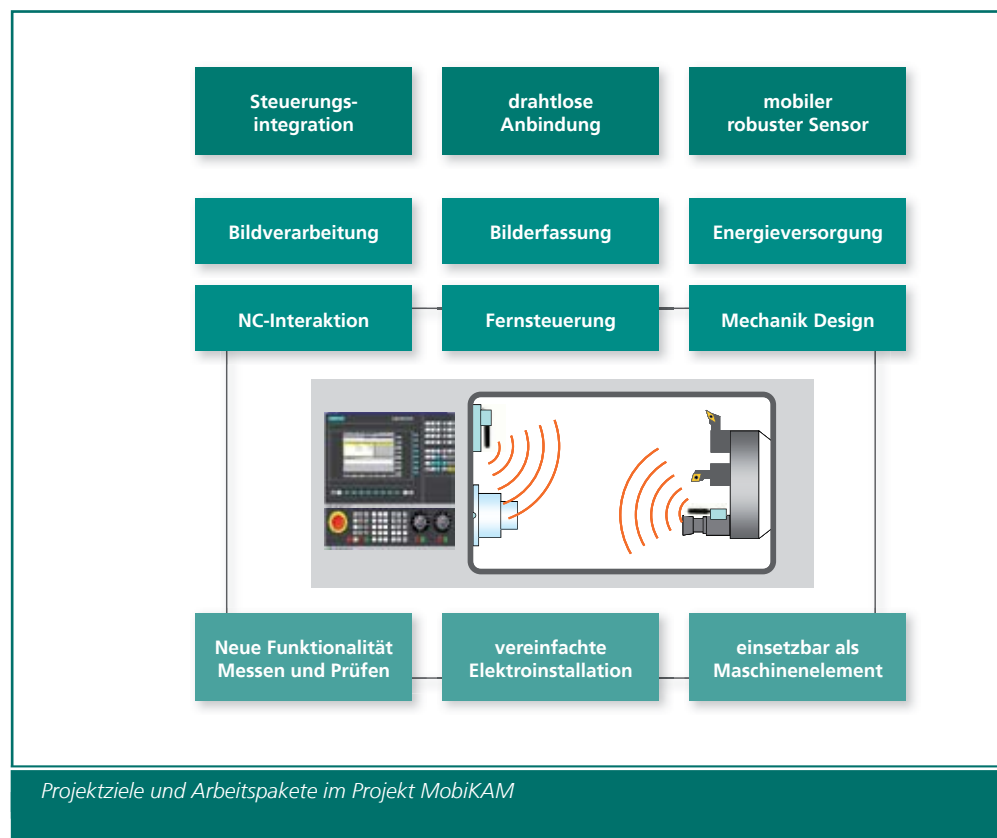 Steuerungs-
integration
drahtlose
Anbindung
mobiler
robuster Sensor
Bildverarbeitung
Bilderfassung
Energieversorgung
NC-Interaktion
Fernsteuerung
Mechanik Design
Neue Funktionalität
Messen und Prüfen
vereinfachte
Elektroinstallation
einsetzbar als
Maschinenelement
Projektziele und Arbeitspakete im Projekt MobiKAM